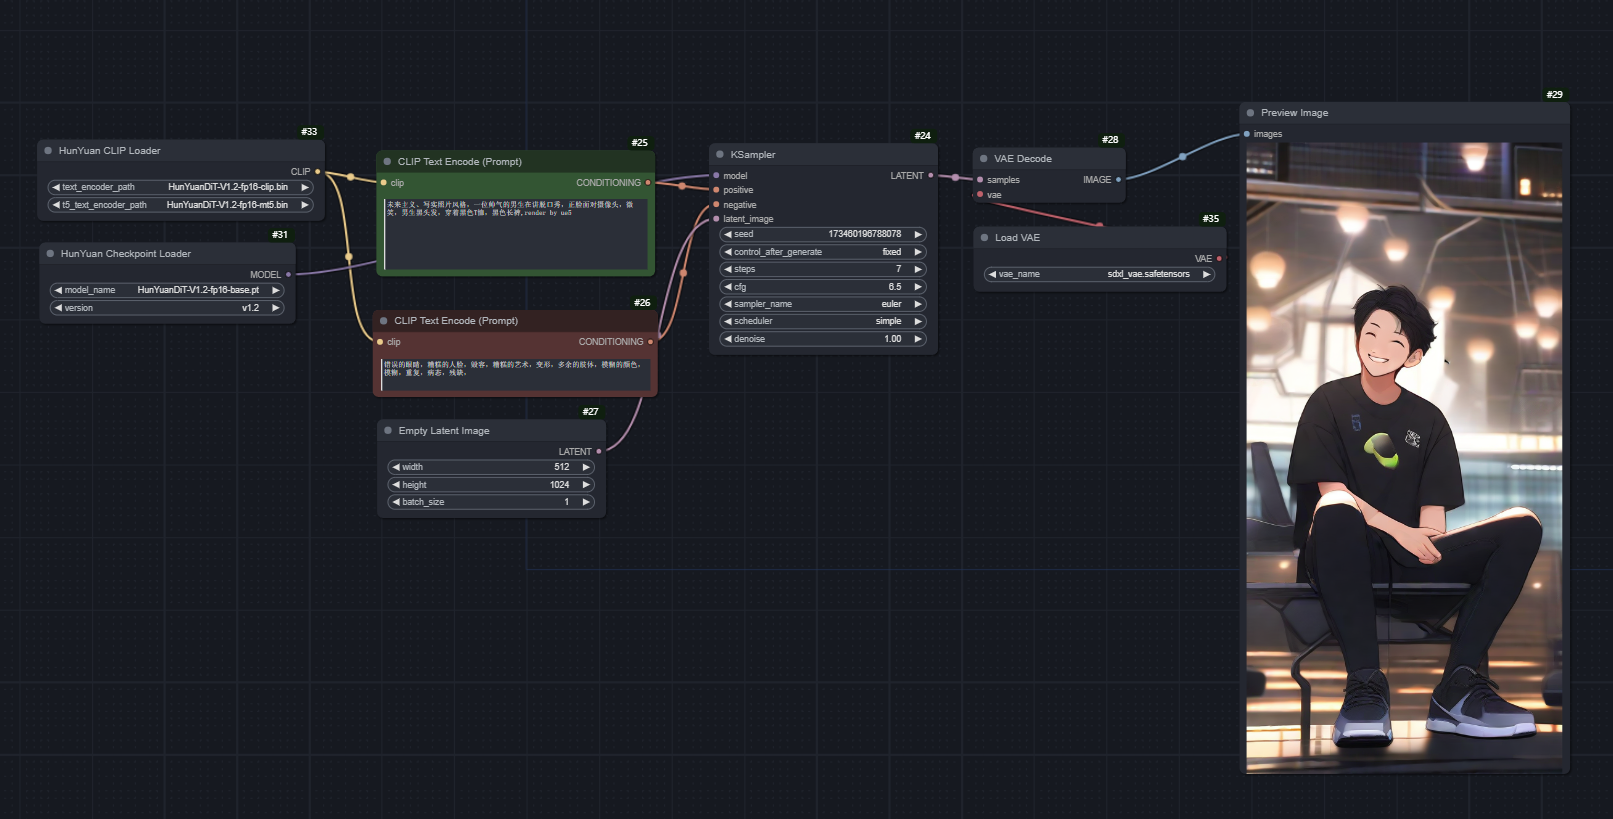 #33
HunYuan CLIP Loader
CLIP
text_encoder_path HunYuanDiT-V1.2-fp16-clip.bin
t5_text_encoder_path HunYuanDiT-V1.2-fp16-mt5.bin
#31
HunYuan Checkpoint Loader
MODEL
model_name HunYuanDiT-V1.2-fp16-base.pt
version v1.2
#25
CLIP Text Encode (Prompt)
clip CONDITIONING
未来主义、写实照片风格，一位帅气的男生在讲脱口秀，正脸面对摄像头，微
笑，男生黑头发，穿着黑色T恤，黑色长裤,render by ue5
#26
CLIP Text Encode (Prompt)
clip CONDITIONING
错误的眼睛，糟糕的人脸，毁容，糟糕的艺术，变形，多余的肢体，模糊的颜色，
模糊，重复，病态，残缺，
#27
Empty Latent Image
LATENT
width 512
height 1024
batch_size 1
#24
KSampler
model LATENT
positive
negative
latent_image
seed 173460196788078
control_after_generate fixed
steps 7
cfg 6.5
sampler_name euler
scheduler simple
denoise 1.00
#28
VAE Decode
samples IMAGE
vae
#35
Load VAE
VAE
vae_name sdxl_vae.safetensors
#29
Preview Image
images